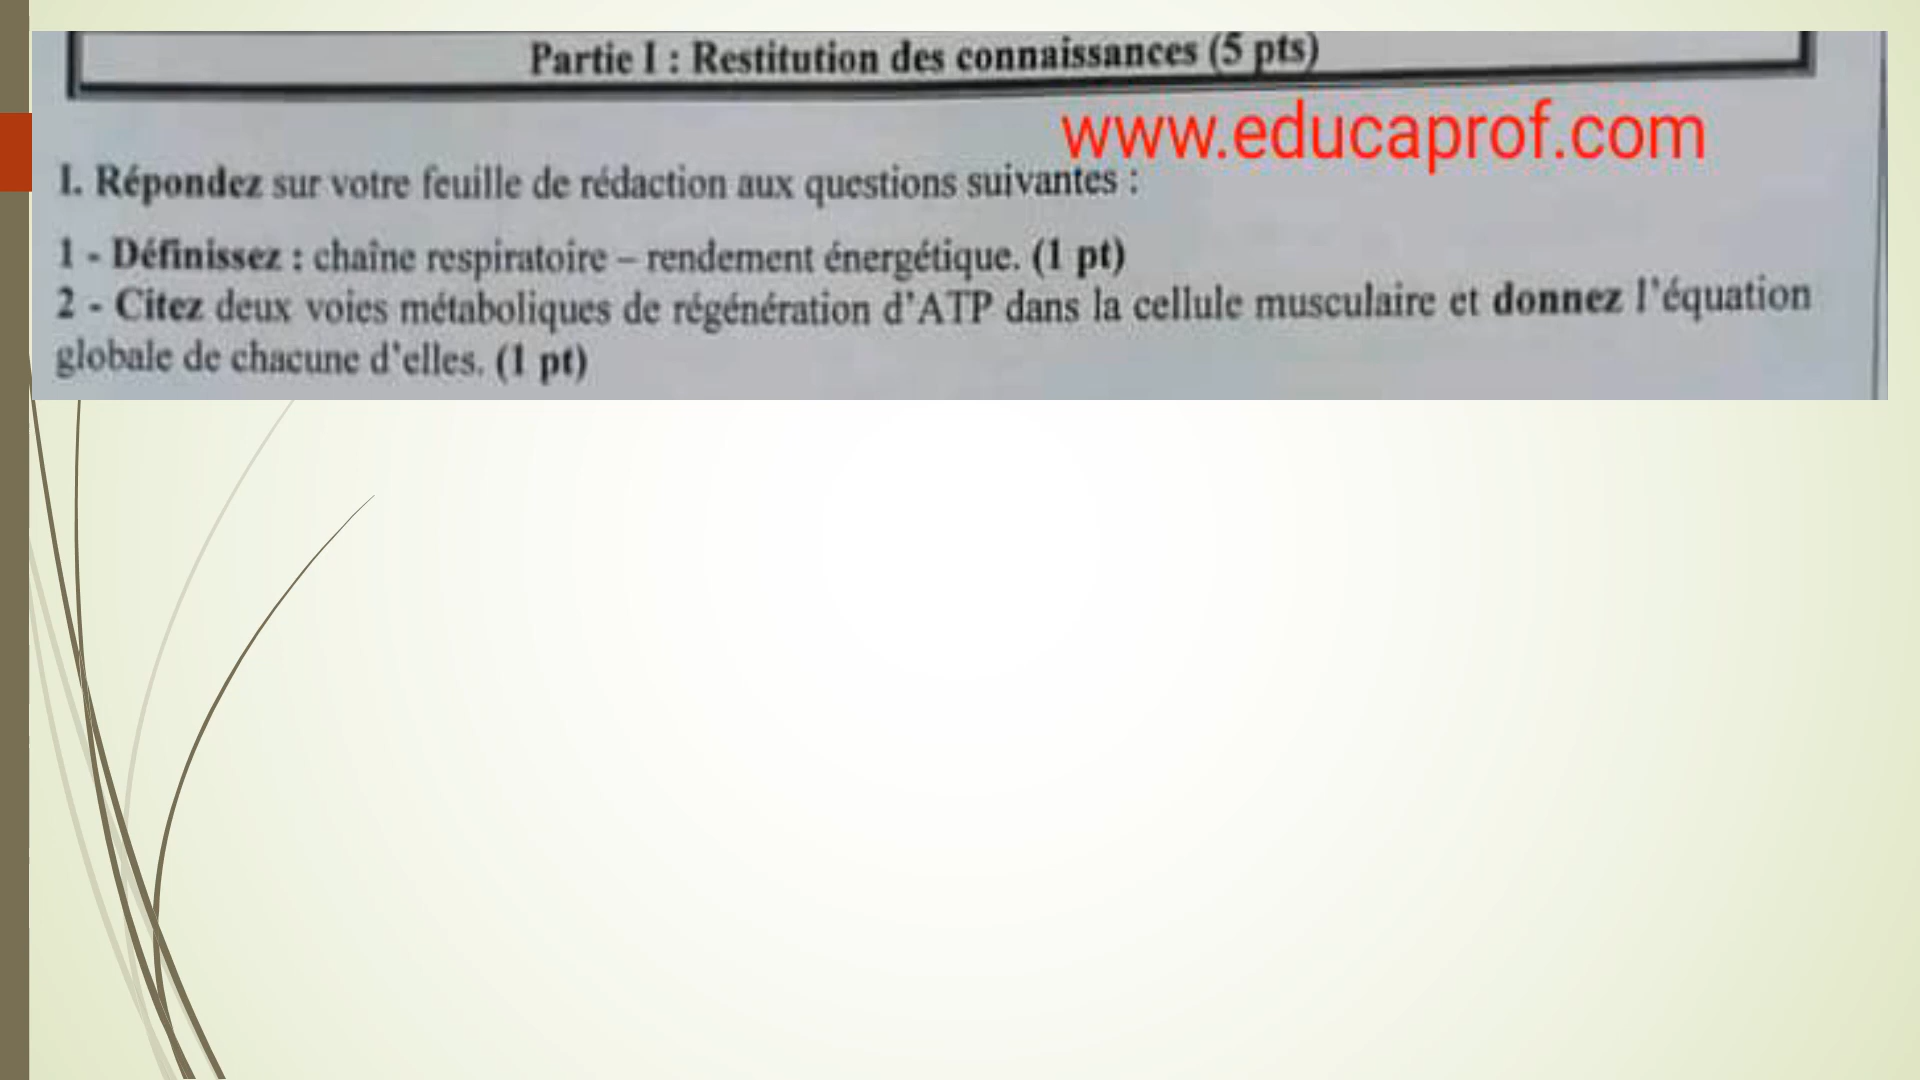 Partie I : Restitution des connaissances (5 pts)
www.educaprof.com
I. Répondez sur votre feuille de rédaction aux questions suivantes :
1 - Définissez : chaîne respiratoire – rendement énergétique. (1 pt)
2 - Citez deux voies métaboliques de régénération d'ATP dans la cellule musculaire et donnez l'équation
globale de chacune d'elles. (1 pt)